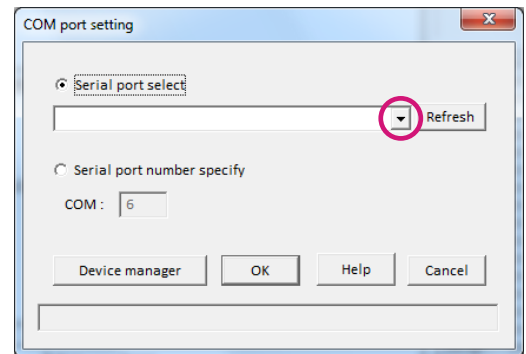 COM port setting
Serial port select
Refresh
Serial port number specify
COM : 6
Device manager OK Help Cancel